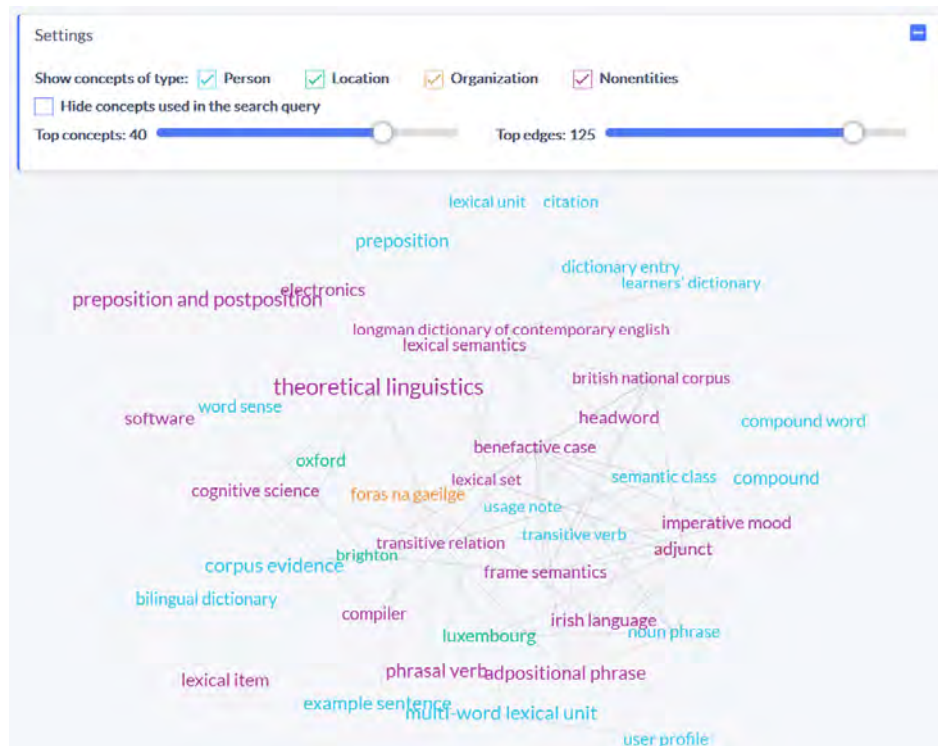 Settings
Show concepts of type: Person Location Organization Nonentities
Hide concepts used in the search query
Top concepts: 40 Top edges: 125
lexical unit citation
preposition
dictionary entry
learners' dictionary
electronics
preposition and postposition
longman dictionary of contemporary english
lexical semantics
british national corpus
theoretical linguistics
word sense
software
headword
compound word
benefactive case
oxford
semantic class
compound
lexical set
cognitive science
foras na gaeilge
usage note
imperative mood
transitive verb
transitive relation
adjunct
brighton
corpus evidence
frame semantics
bilingual dictionary
compiler
irish language
noun phrase
luxembourg
phrasal verb
adpositional phrase
lexical item
example sentence
multi-word lexical unit
user profile